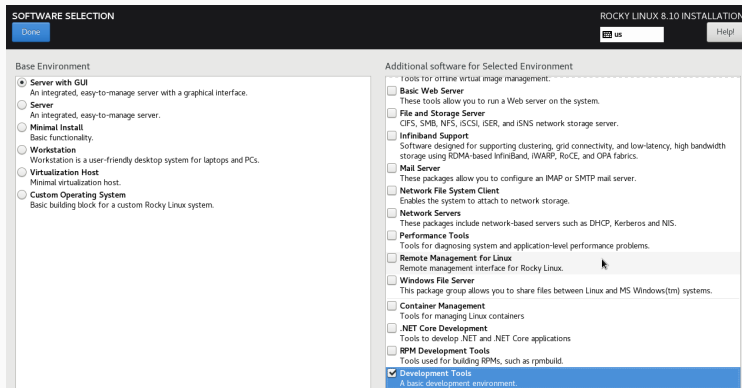 SOFTWARE SELECTION
ROCKY LINUX 8.10 INSTALLATION
Done
us
Help!
Base Environment
Server with GUI
An integrated, easy-to-manage server with a graphical interface.
Server
An integrated, easy-to-manage server.
Minimal Install
Basic functionality.
Workstation
Workstation is a user-friendly desktop system for laptops and PCs.
Virtualization Host
Minimal virtualization host.
Custom Operating System
Basic building block for a custom Rocky Linux system.
Additional software for Selected Environment
Tools for offline virtual image management.
Basic Web Server
These tools allow you to run a Web server on the system.
File and Storage Server
CIFS, SMB, NFS, iSCSI, iSER, and iSNS network storage server.
Infiniband Support
Software designed for supporting clustering, grid connectivity, and low-latency, high bandwidth
storage using RDMA-based InfiniBand, iWARP, RoCE, and OPA fabrics.
Mail Server
These packages allow you to configure an IMAP or SMTP mail server.
Network File System Client
Enables the system to attach to network storage.
Network Servers
These packages include network-based servers such as DHCP, Kerberos and NIS.
Performance Tools
Tools for diagnosing system and application-level performance problems.
Remote Management for Linux
Remote management interface for Rocky Linux.
Windows File Server
This package group allows you to share files between Linux and MS Windows(tm) systems.
Container Management
Tools for managing Linux containers
.NET Core Development
Tools to develop .NET and .NET Core applications
RPM Development Tools
Tools used for building RPMs, such as rpmbuild.
Development Tools
A basic development environment.